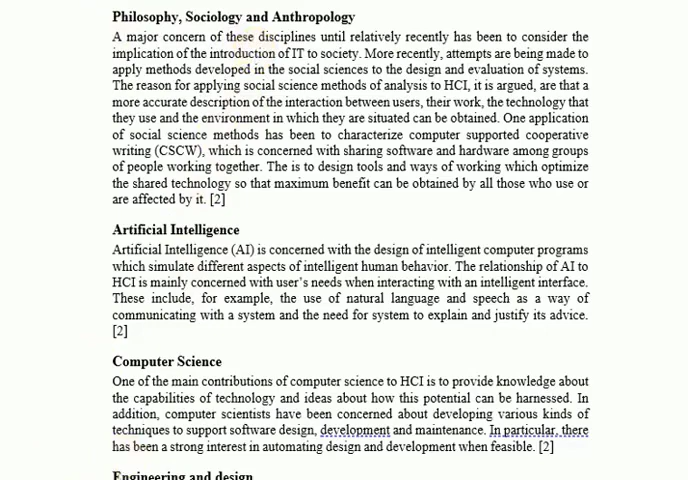 Philosophy, Sociology and Anthropology
A major concern of these disciplines until relatively recently has been to consider the
implication of the introduction of IT to society. More recently, attempts are being made to
apply methods developed in the social sciences to the design and evaluation of systems.
The reason for applying social science methods of analysis to HCI, it is argued, are that a
more accurate description of the interaction between users, their work, the technology that
they use and the environment in which they are situated can be obtained. One application
of social science methods has been to characterize computer supported cooperative
writing (CSCW), which is concerned with sharing software and hardware among groups
of people working together. The is to design tools and ways of working which optimize
the shared technology so that maximum benefit can be obtained by all those who use or
are affected by it. [2]
Artificial Intelligence
Artificial Intelligence (AI) is concerned with the design of intelligent computer programs
which simulate different aspects of intelligent human behavior. The relationship of AI to
HCI is mainly concerned with user's needs when interacting with an intelligent interface.
These include, for example, the use of natural language and speech as a way of
communicating with a system and the need for system to explain and justify its advice.
[2]
Computer Science
One of the main contributions of computer science to HCI is to provide knowledge about
the capabilities of technology and ideas about how this potential can be harnessed. In
addition, computer scientists have been concerned about developing various kinds of
techniques to support software design, development and maintenance. In particular, there
has been a strong interest in automating design and development when feasible. [2]
Engineering and design